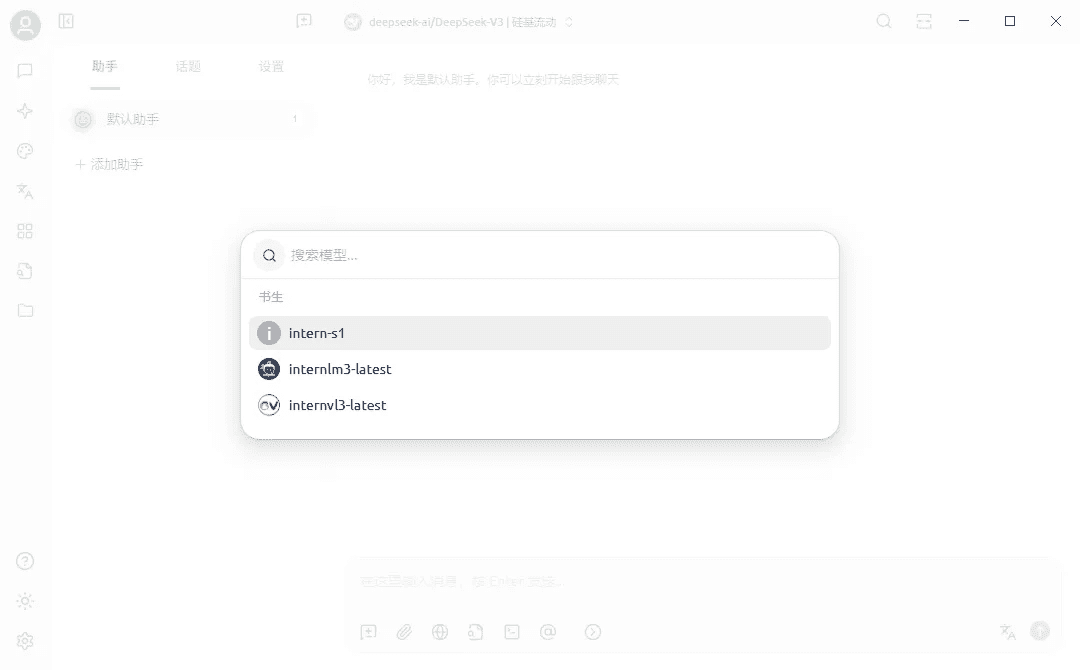 deepseek-ai/DeepSeek-V3 | 硅基流动
助手
话题
设置
你好，我是默认助手。你可以立刻开始跟我聊天
默认助手
1
添加助手
搜索模型...
书生
intern-s1
internlm3-latest
internvl3-latest
在这里输入消息，按 Enter 发送...